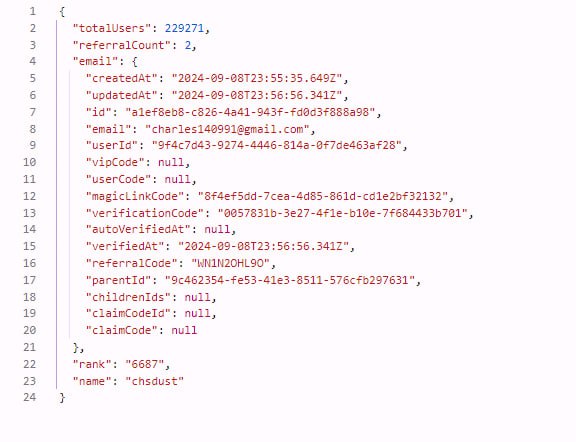 1 {
2 "totalUsers": 229271,
3 "referralCount": 2,
4 "email": {
5 "createdAt": "2024-09-08T23:55:35.649Z",
6 "updatedAt": "2024-09-08T23:56:56.341Z",
7 "id": "a1ef8eb8-c826-4a41-943f-fd0d3f888a98",
8 "email": "charles140991@gmail.com",
9 "userId": "9f4c7d43-9274-4446-814a-0f7de463af28",
10 "vipCode": null,
11 "userCode": null,
12 "magicLinkCode": "8f4ef5dd-7cea-4d85-861d-cd1e2bf32132",
13 "verificationCode": "0057831b-3e27-4f1e-b10e-7f684433b701",
14 "autoVerifiedAt": null,
15 "verifiedAt": "2024-09-08T23:56:56.341Z",
16 "referralCode": "WN1N2OHL9O",
17 "parentId": "9c462354-fe53-41e3-8511-576cfb297631",
18 "childrenIds": null,
19 "claimCodeId": null,
20 "claimCode": null
21 },
22 "rank": "6687",
23 "name": "chsdust"
24 }